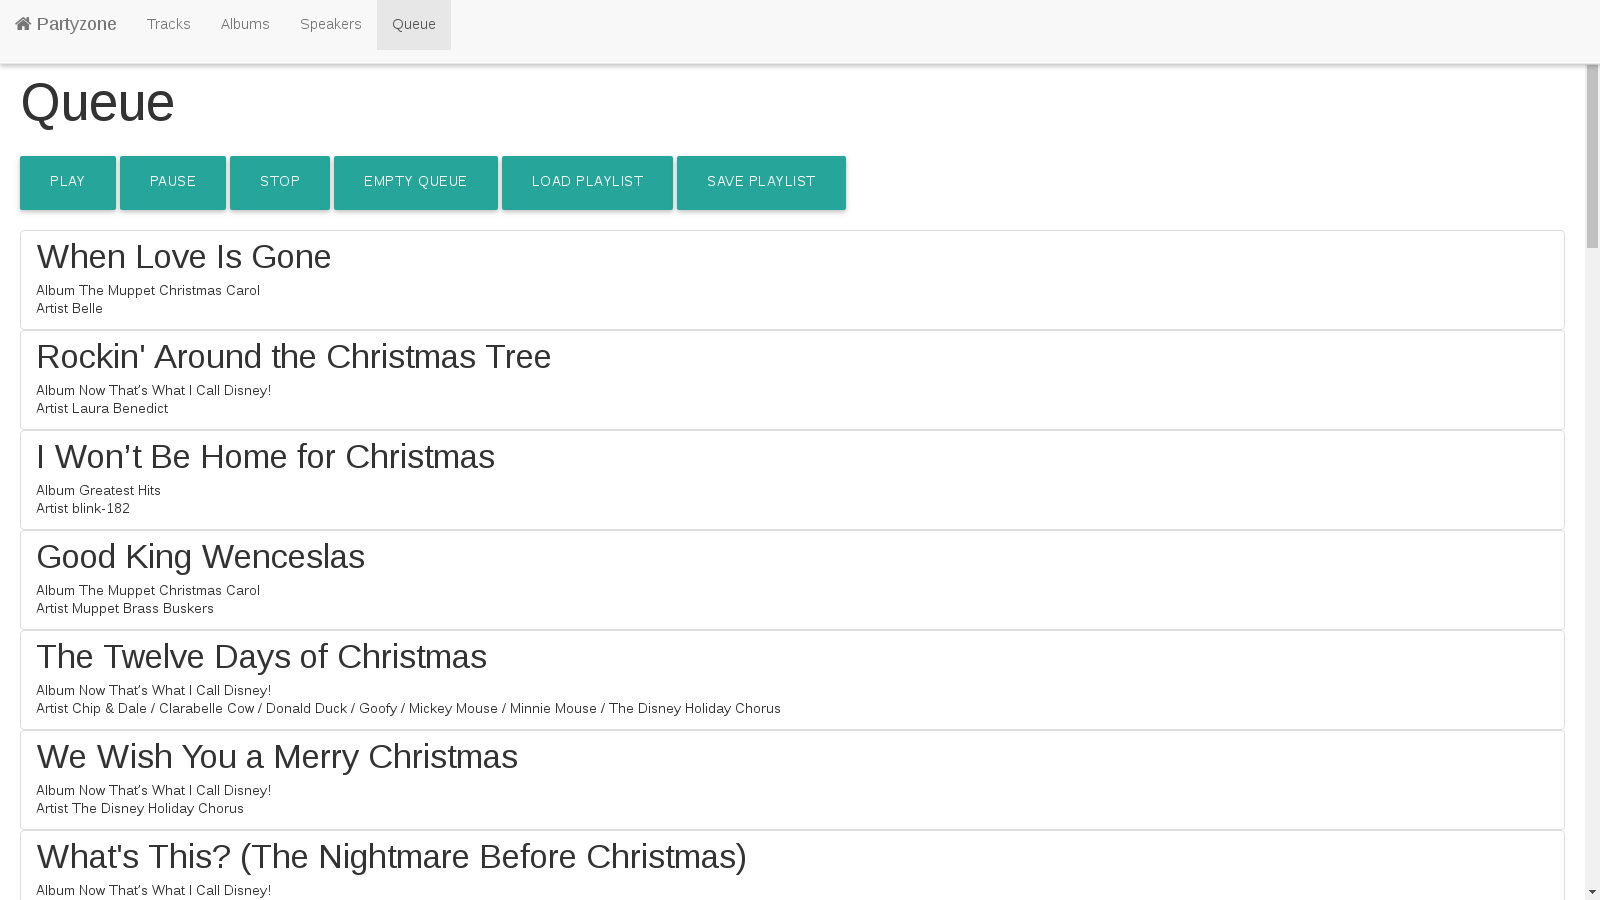 Partyzone Tracks Albums Speakers Queue
Queue
PLAY PAUSE STOP EMPTY QUEUE LOAD PLAYLIST SAVE PLAYLIST
When Love Is Gone
Album The Muppet Christmas Carol
Artist Belle
Rockin' Around the Christmas Tree
Album Now That's What I Call Disney!
Artist Laura Benedict
I Won’t Be Home for Christmas
Album Greatest Hits
Artist blink-182
Good King Wenceslas
Album The Muppet Christmas Carol
Artist Muppet Brass Buskers
The Twelve Days of Christmas
Album Now That's What I Call Disney!
Artist Chip & Dale / Clarabelle Cow / Donald Duck / Goofy / Mickey Mouse / Minnie Mouse / The Disney Holiday Chorus
We Wish You a Merry Christmas
Album Now That's What I Call Disney!
Artist The Disney Holiday Chorus
What's This? (The Nightmare Before Christmas)
Album Now That's What I Call Disney!